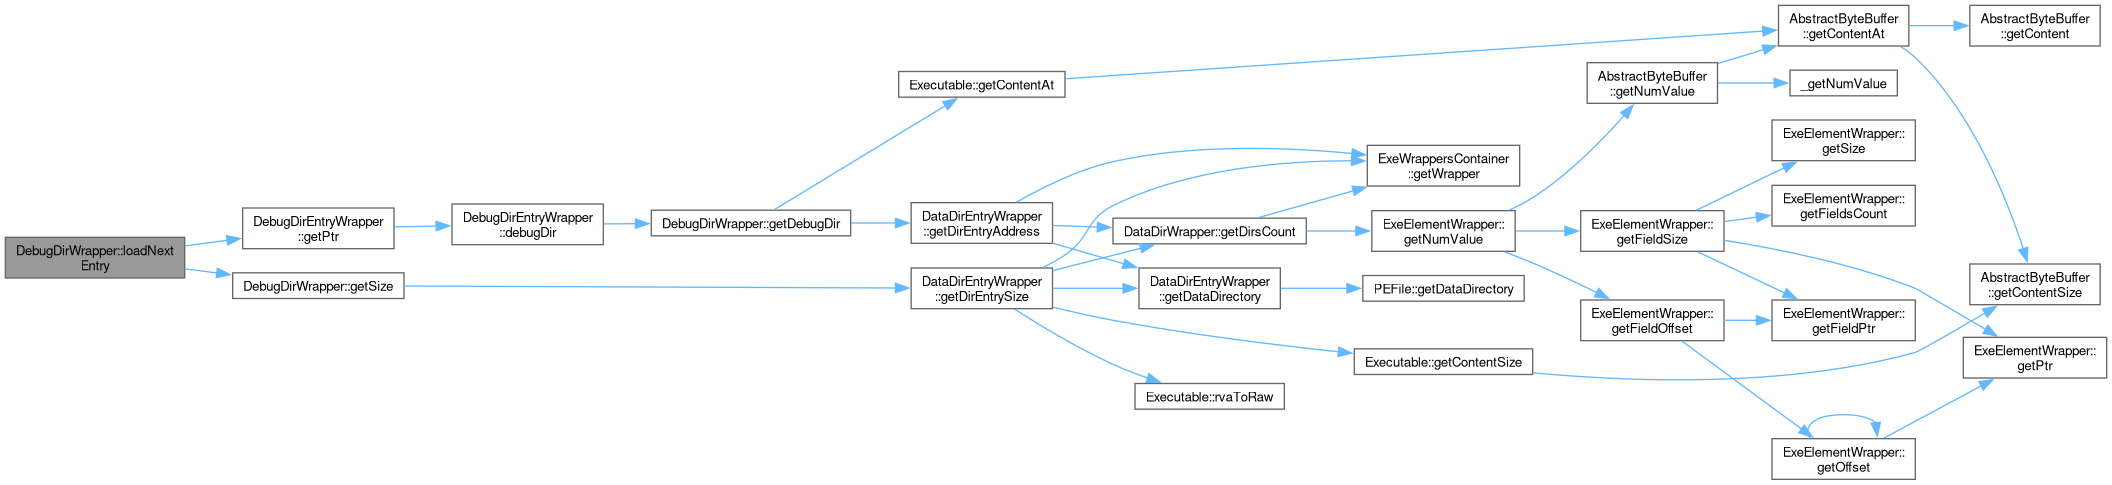 DebugDirWrapper::loadNext
Entry
DebugDirEntryWrapper
::getPtr
DebugDirWrapper::getSize
DebugDirEntryWrapper
::debugDir
DebugDirWrapper::getDebugDir
Executable::getContentAt
DataDirEntryWrapper
::getDirEntryAddress
DataDirEntryWrapper
::getDirEntrySize
DataDirWrapper::getDirsCount
DataDirEntryWrapper
::getDataDirectory
Executable::rvaToRaw
ExeWrappersContainer
::getWrapper
ExeElementWrapper::
getNumValue
PEFile::getDataDirectory
Executable::getContentSize
AbstractByteBuffer
::getNumValue
ExeElementWrapper::
getFieldSize
ExeElementWrapper::
getFieldOffset
AbstractByteBuffer
::getContentAt
_getNumValue
ExeElementWrapper::
getSize
ExeElementWrapper::
getFieldsCount
ExeElementWrapper::
getFieldPtr
ExeElementWrapper::
getOffset
AbstractByteBuffer
::getContent
AbstractByteBuffer
::getContentSize
ExeElementWrapper::
getPtr